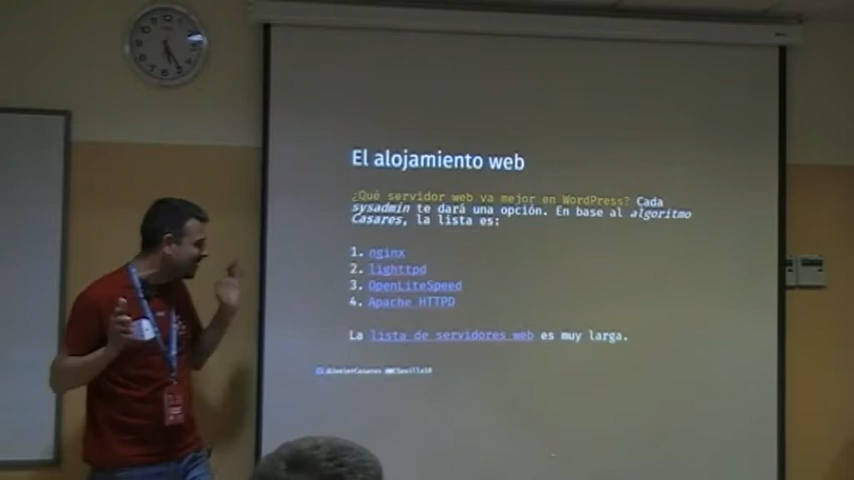 El alojamiento web
¿Qué servidor web va mejor en WordPress? Cada
sysadmin te dará una opción. En base al algoritmo
Casares, la lista es:
1. nginx
2. lighttpd
3. OpenLiteSpeed
4. Apache HTTPD
La lista de servidores web es muy larga.
@JavierCasares #WCSevilla18